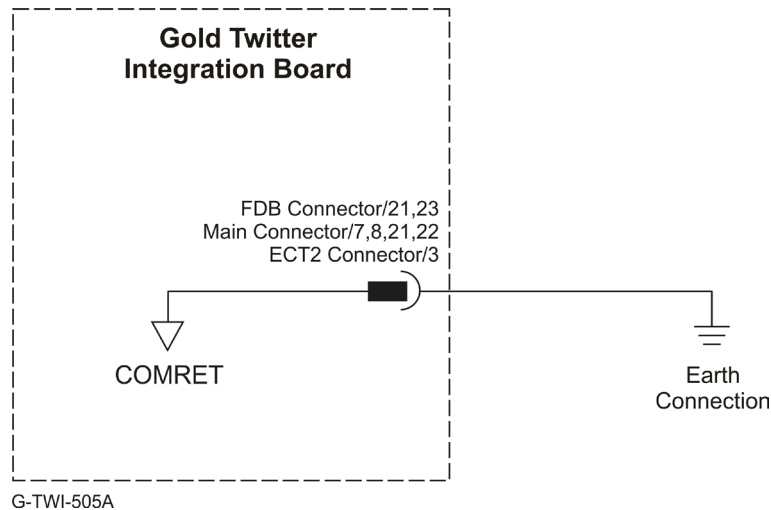 Gold Twitter
Integration Board
FDB Connector/21,23
Main Connector/7,8,21,22
ECT2 Connector/3
COMRET
Earth
Connection
G-TWI-505A